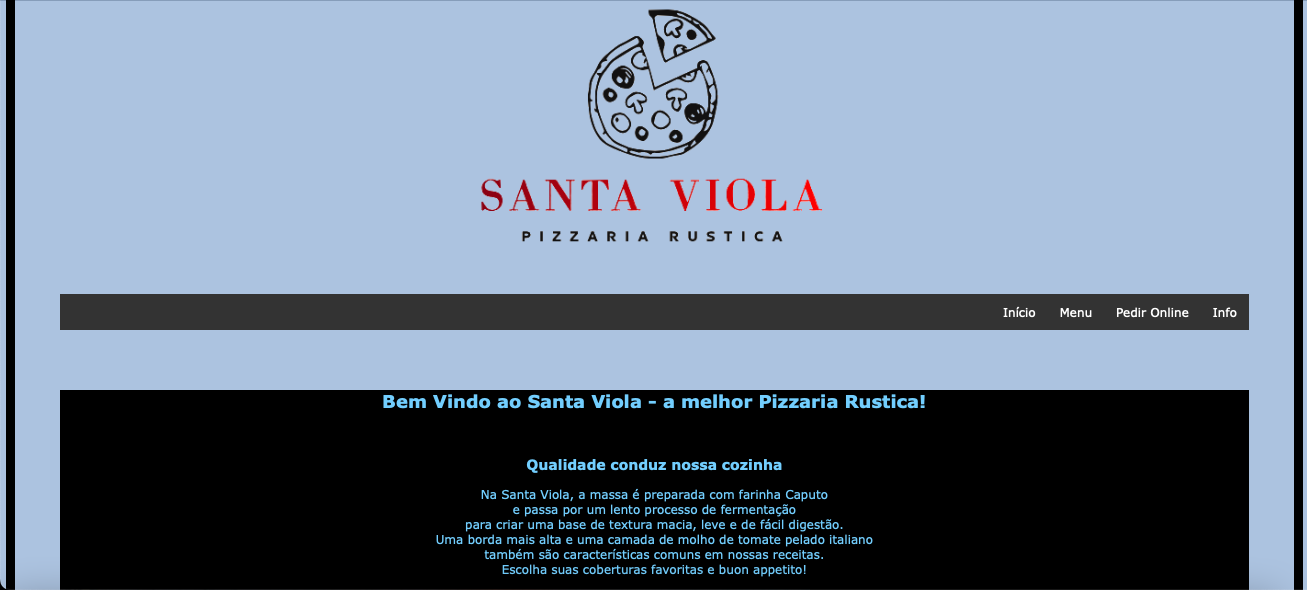 SANTA VIOLA
PIZZARIA RUSTICA
Início Menu Pedir Online Info
Bem Vindo ao Santa Viola - a melhor Pizzaria Rustica!
Qualidade conduz nossa cozinha
Na Santa Viola, a massa é preparada com farinha Caputo
e passa por um lento processo de fermentação
para criar uma base de textura macia, leve e de fácil digestão.
Uma borda mais alta e uma camada de molho de tomate pelado italiano
também são características comuns em nossas receitas.
Escolha suas coberturas favoritas e buon appetito!